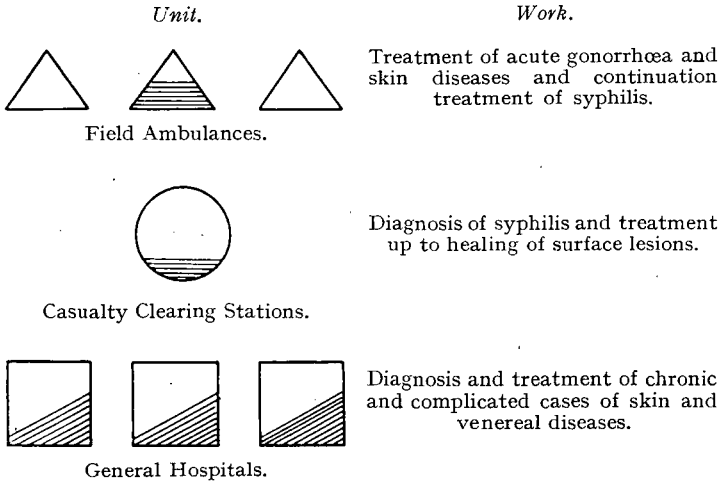 Unit.
Work.
Treatment of acute gonorrhœa and
skin diseases and continuation
treatment of syphilis.
Field Ambulances.
Diagnosis of syphilis and treatment
up to healing of surface lesions.
Casualty Clearing Stations.
Diagnosis and treatment of chronic
and complicated cases of skin and
venereal diseases.
General Hospitals.